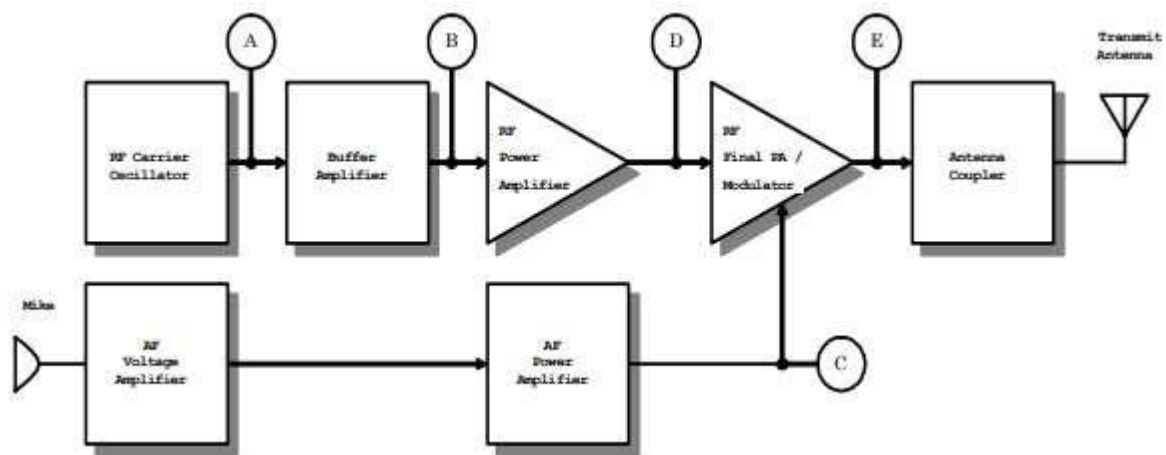 A
B
D
E
Transmit
Antenna
RF Carrier
Oscillator
Buffer
Amplifier
RF
Power
Amplifier
RF
Final PA /
Modulator
Antenna
Coupler
Mike
AF
Voltage
Amplifier
AF
Power
Amplifier
C